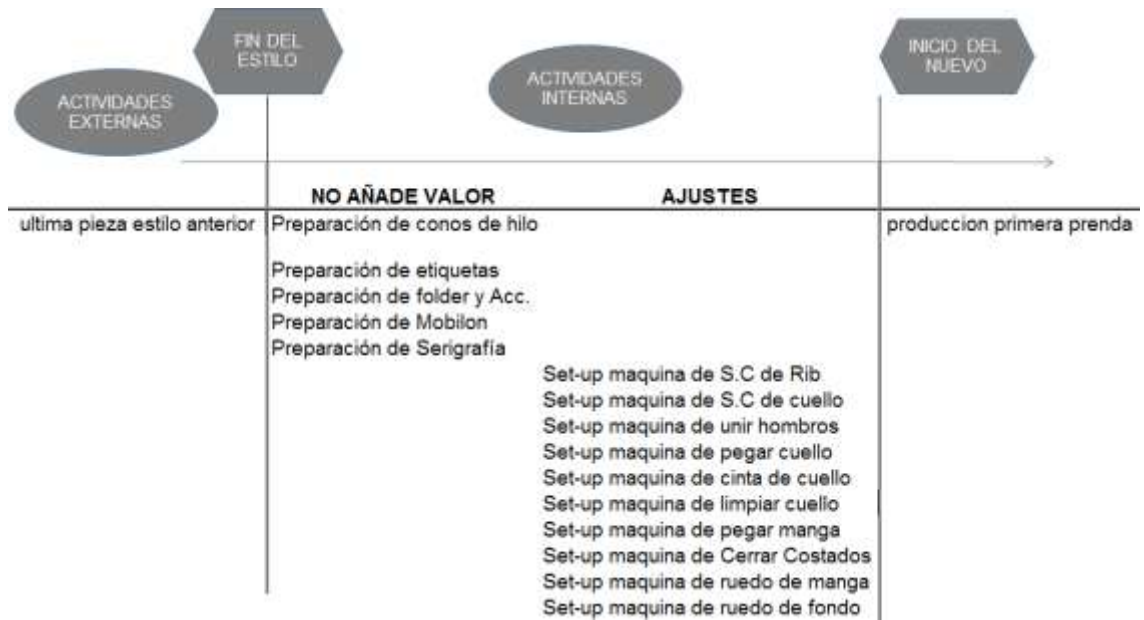 FIN DEL
ESTILO
INICIO DEL
NUEVO
ACTIVIDADES
INTERNAS
ACTIVIDADES
EXTERNAS
NO AÑADE VALOR AJUSTES
ultima pieza estilo anterior Preparación de conos de hilo produccion primera prenda
Preparación de etiquetas
Preparación de folder y Acc.
Preparación de Mobilon
Preparación de Serigrafía
Set-up maquina de S.C de Rib
Set-up maquina de S.C de cuello
Set-up maquina de unir hombros
Set-up maquina de pegar cuello
Set-up maquina de cinta de cuello
Set-up maquina de limpiar cuello
Set-up maquina de pegar manga
Set-up maquina de Cerrar Costados
Set-up maquina de ruedo de manga
Set-up maquina de ruedo de fondo